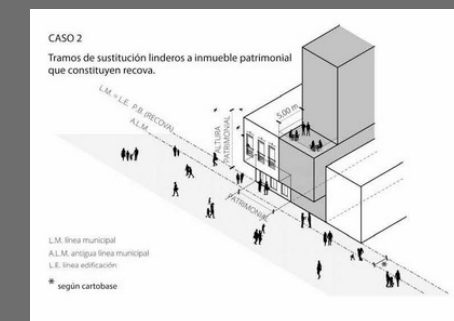 CASO 2
Tramos de sustitución linderos a inmueble patrimonial
que constituyen recova.
L.M. = L.E. P.B. (RECOVA)
A.L.M.
ALTURA
PATRIMONIAL
5,00 m
PATRIMONIAL
*
L.M. línea municipal
A.L.M. antigua línea municipal
L.E. línea edificación
* según cartobase